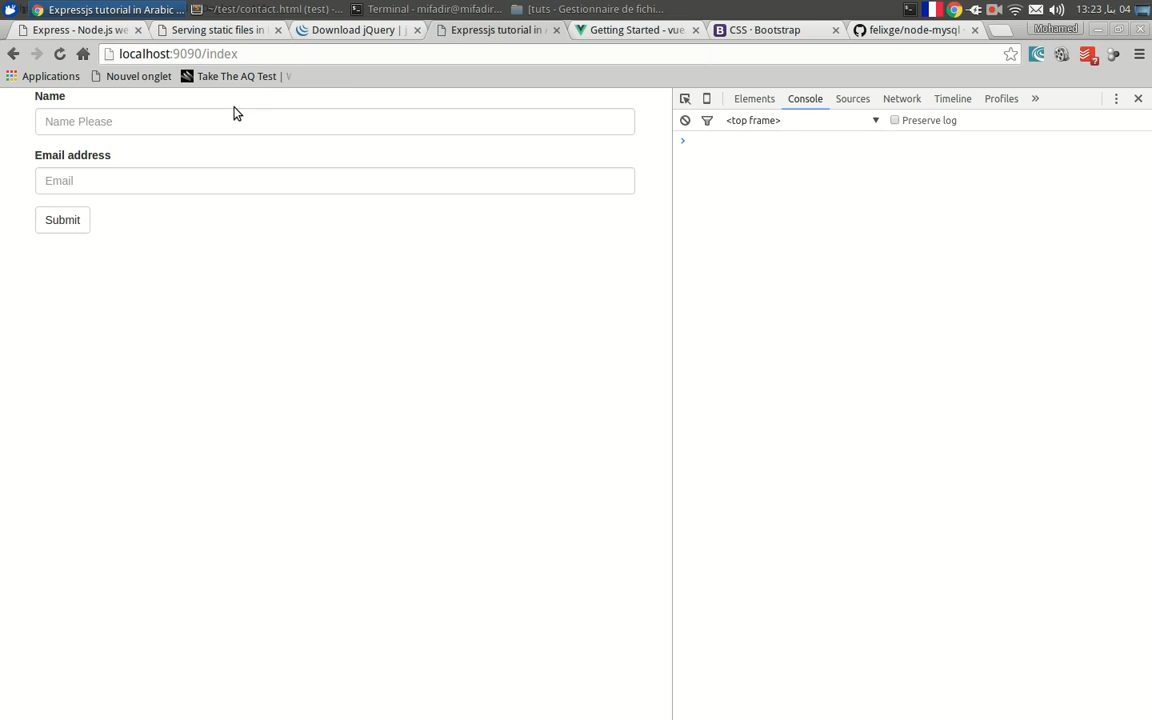 Expressjs tutorial in Arabic ...
~/test/contact.html (test) -...
Terminal - mifadir@mifadir...
[tuts - Gestionnaire de fichi...
13:23 ينا, 04
Express - Node.js we
Serving static files in
Download jQuery | j
Expressjs tutorial in A
Getting Started - vue.
CSS · Bootstrap
felixge/node-mysql
Mohamed
localhost:9090/index
Applications
Nouvel onglet
Take The AQ Test |
Name
Name Please
Email address
Email
Submit
Elements
Console
Sources
Network
Timeline
Profiles
»
<top frame>
Preserve log
>